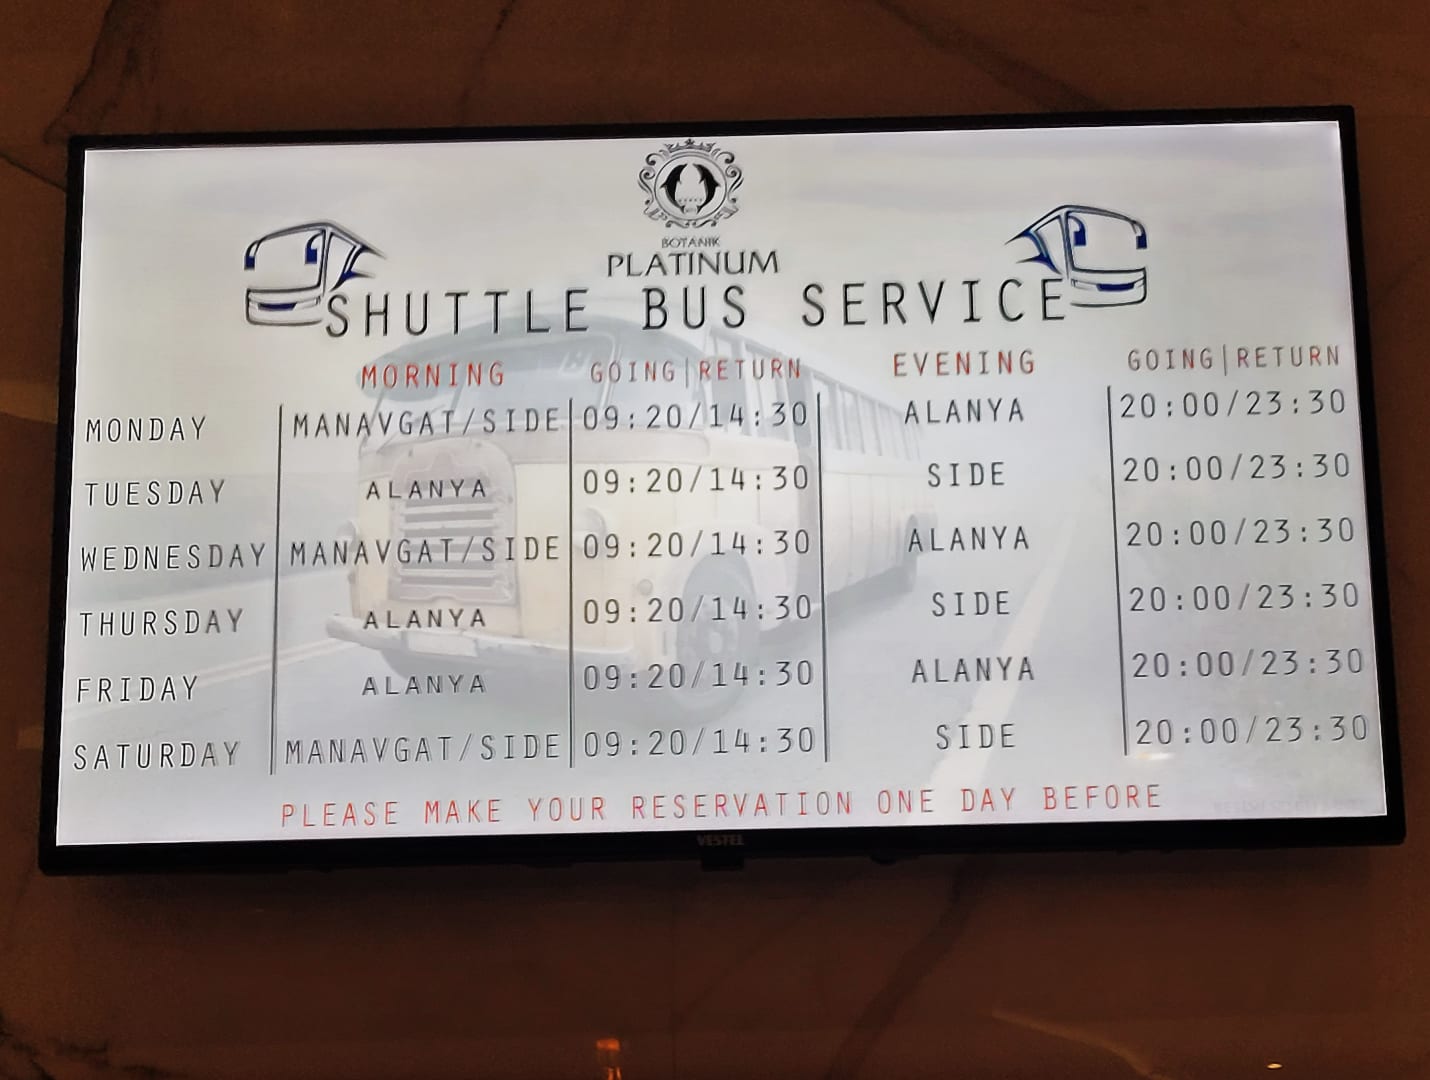 BOTANIK
PLATINUM
SHUTTLE BUS SERVICE
MORNING GOING|RETURN EVENING GOING|RETURN
MONDAY MANAVGAT/SIDE 09:20/14:30 ALANYA 20:00/23:30
TUESDAY ALANYA 09:20/14:30 SIDE 20:00/23:30
WEDNESDAY MANAVGAT/SIDE 09:20/14:30 ALANYA 20:00/23:30
THURSDAY ALANYA 09:20/14:30 SIDE 20:00/23:30
FRIDAY ALANYA 09:20/14:30 ALANYA 20:00/23:30
SATURDAY MANAVGAT/SIDE 09:20/14:30 SIDE 20:00/23:30
PLEASE MAKE YOUR RESERVATION ONE DAY BEFORE
VESTEL